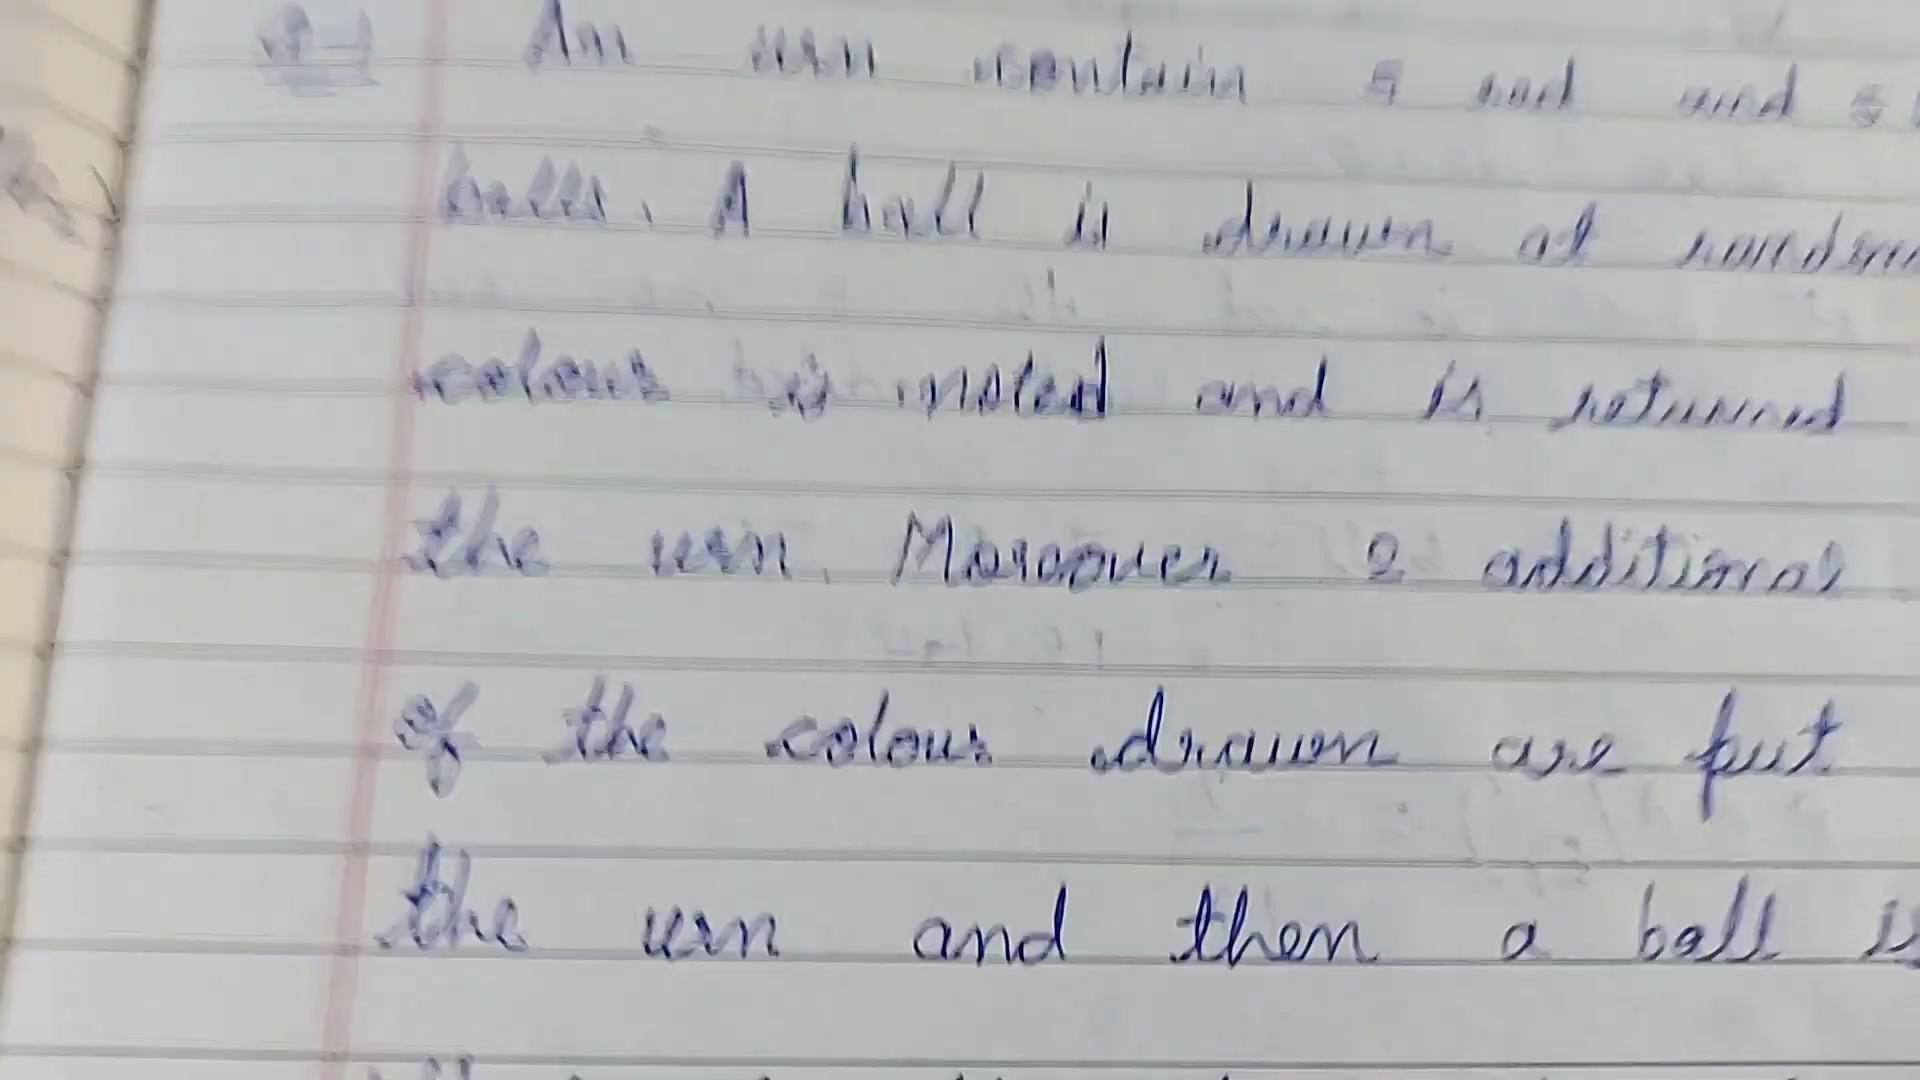 An urn contain 5 red and 5
balls. A ball is drawn at random
colour is noted and is returned
the urn. Moreover 2 additional
of the colour drawn are put
the urn and then a ball is